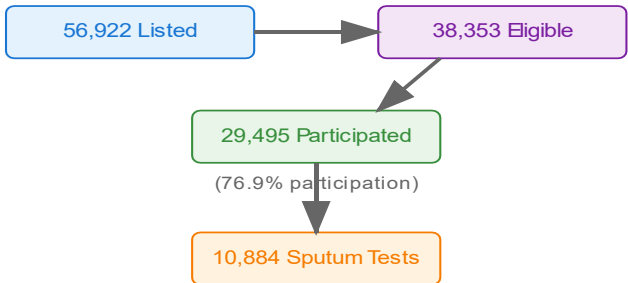 56,922 Listed
38,353 Eligible
29,495 Participated
(76.9% participation)
10,884 Sputum Tests